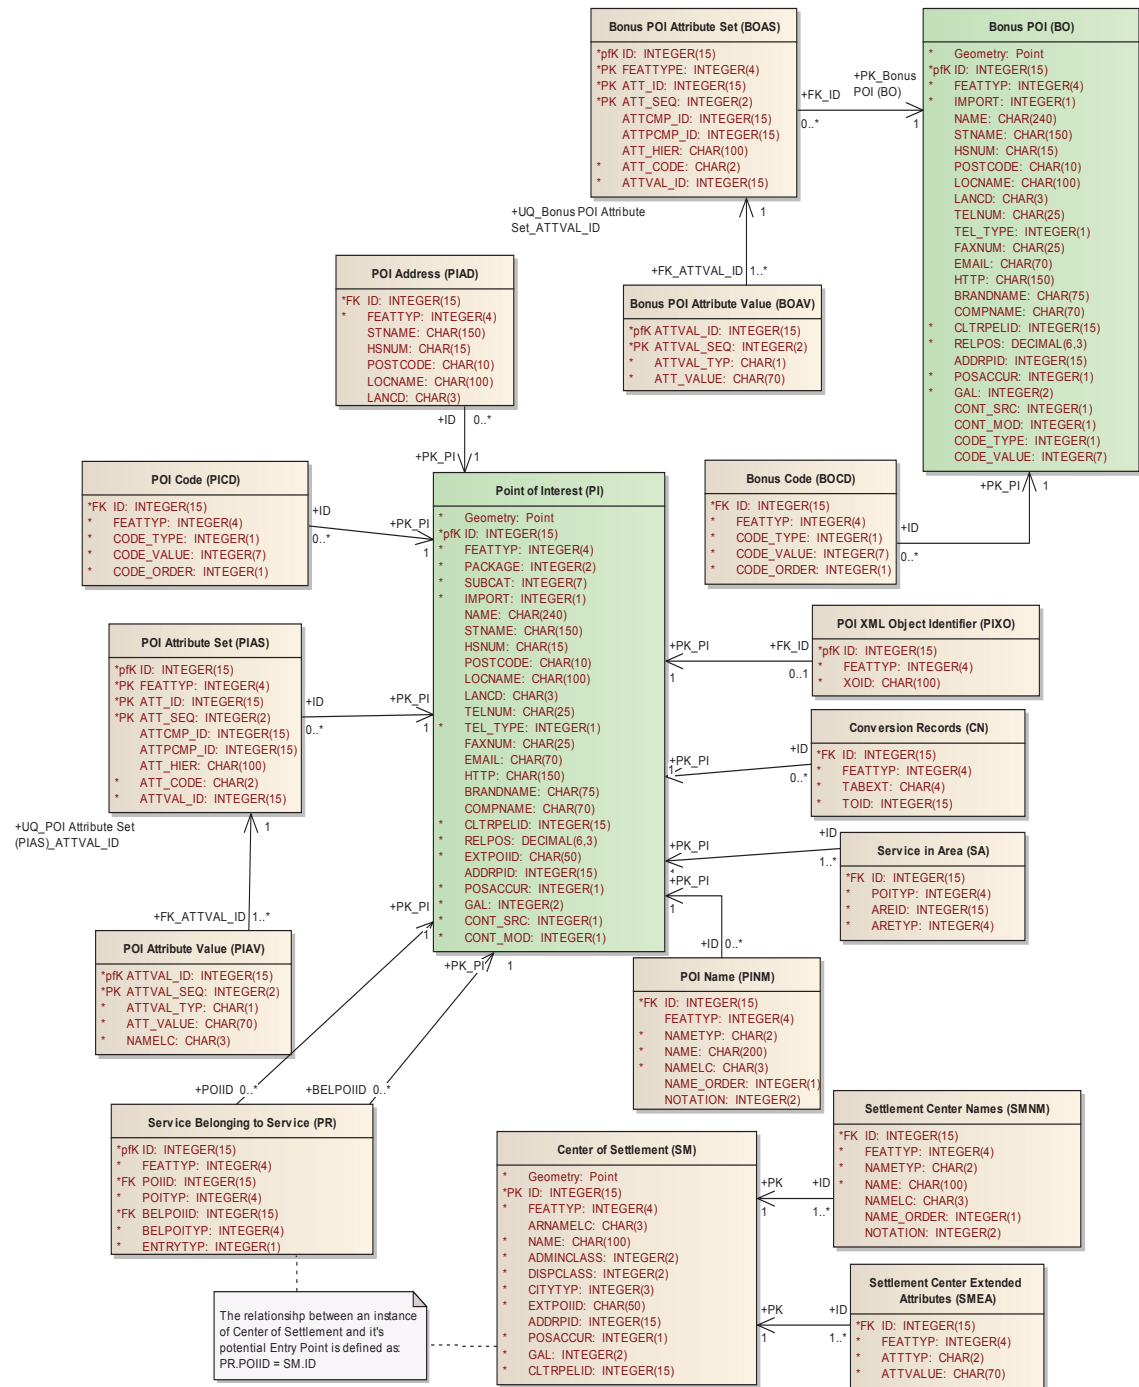 Bonus POI Attribute Set (BOAS)
*pfK ID: INTEGER(15)
*PK FEATTYPE: INTEGER(4)
*PK ATT_ID: INTEGER(15)
*PK ATT_SEQ: INTEGER(2)
ATTCMP_ID: INTEGER(15)
ATTPCMP_ID: INTEGER(15)
ATT_HIER: CHAR(100)
* ATT_CODE: CHAR(2)
* ATTVAL_ID: INTEGER(15)
+FK_ID
0..*
+PK_Bonus
POI (BO)
1
Bonus POI (BO)
* Geometry: Point
*pfK ID: INTEGER(15)
* FEATTYP: INTEGER(4)
* IMPORT: INTEGER(1)
NAME: CHAR(240)
STNAME: CHAR(150)
HSNUM: CHAR(15)
POSTCODE: CHAR(10)
LOCNAME: CHAR(100)
LANCD: CHAR(3)
TELNUM: CHAR(25)
TEL_TYPE: INTEGER(1)
FAXNUM: CHAR(25)
EMAIL: CHAR(70)
HTTP: CHAR(150)
BRANDNAME: CHAR(75)
COMPNAME: CHAR(70)
* CLTRPELID: INTEGER(15)
* RELPOS: DECIMAL(6,3)
ADDRPID: INTEGER(15)
* POSACCUR: INTEGER(1)
* GAL: INTEGER(2)
CONT_SRC: INTEGER(1)
CONT_MOD: INTEGER(1)
CODE_TYPE: INTEGER(1)
CODE_VALUE: INTEGER(7)
+UQ_Bonus POI Attribute
Set_ATTVAL_ID
1
+FK_ATTVAL_ID 1..*
Bonus POI Attribute Value (BOAV)
*pfK ATTVAL_ID: INTEGER(15)
*PK ATTVAL_SEQ: INTEGER(2)
* ATTVAL_TYP: CHAR(1)
* ATT_VALUE: CHAR(70)
POI Address (PIAD)
*FK ID: INTEGER(15)
* FEATTYP: INTEGER(4)
STNAME: CHAR(150)
HSNUM: CHAR(15)
POSTCODE: CHAR(10)
LOCNAME: CHAR(100)
LANCD: CHAR(3)
+ID 0..*
+PK_PI 1
POI Code (PICD)
*FK ID: INTEGER(15)
* FEATTYP: INTEGER(4)
* CODE_TYPE: INTEGER(1)
* CODE_VALUE: INTEGER(7)
* CODE_ORDER: INTEGER(1)
+ID
0..*
+PK_PI
1
Point of Interest (PI)
* Geometry: Point
*pfK ID: INTEGER(15)
* FEATTYP: INTEGER(4)
* PACKAGE: INTEGER(2)
* SUBCAT: INTEGER(7)
* IMPORT: INTEGER(1)
NAME: CHAR(240)
STNAME: CHAR(150)
HSNUM: CHAR(15)
POSTCODE: CHAR(10)
LOCNAME: CHAR(100)
LANCD: CHAR(3)
TELNUM: CHAR(25)
* TEL_TYPE: INTEGER(1)
FAXNUM: CHAR(25)
EMAIL: CHAR(70)
HTTP: CHAR(150)
BRANDNAME: CHAR(75)
COMPNAME: CHAR(70)
* CLTRPELID: INTEGER(15)
* RELPOS: DECIMAL(6,3)
* EXTPOIID: CHAR(50)
ADDRPID: INTEGER(15)
* POSACCUR: INTEGER(1)
* GAL: INTEGER(2)
* CONT_SRC: INTEGER(1)
* CONT_MOD: INTEGER(1)
Bonus Code (BOCD)
*FK ID: INTEGER(15)
* FEATTYP: INTEGER(4)
* CODE_TYPE: INTEGER(1)
* CODE_VALUE: INTEGER(7)
* CODE_ORDER: INTEGER(1)
+ID
0..*
+PK_PI 1
POI XML Object Identifier (PIXO)
*pfK ID: INTEGER(15)
* FEATTYP: INTEGER(4)
* XOID: CHAR(100)
+FK_ID
0..1
+PK_PI
1
POI Attribute Set (PIAS)
*pfK ID: INTEGER(15)
*PK FEATTYP: INTEGER(4)
*PK ATT_ID: INTEGER(15)
*PK ATT_SEQ: INTEGER(2)
ATTCMP_ID: INTEGER(15)
ATTPCMP_ID: INTEGER(15)
ATT_HIER: CHAR(100)
* ATT_CODE: CHAR(2)
* ATTVAL_ID: INTEGER(15)
+ID
0..*
+PK_PI
1
Conversion Records (CN)
*FK ID: INTEGER(15)
* FEATTYP: INTEGER(4)
* TABEXT: CHAR(4)
* TOID: INTEGER(15)
+ID
0..*
+PK_PI
1
+UQ_POI Attribute Set
(PIAS)_ATTVAL_ID
1
+FK_ATTVAL_ID 1..*
Service in Area (SA)
*FK ID: INTEGER(15)
* POITYP: INTEGER(4)
* AREID: INTEGER(15)
* ARETYP: INTEGER(4)
+ID
1..*
+PK_PI
+PK_PI
1
+ID 0..*
POI Attribute Value (PIAV)
*pfK ATTVAL_ID: INTEGER(15)
*PK ATTVAL_SEQ: INTEGER(2)
* ATTVAL_TYP: CHAR(1)
* ATT_VALUE: CHAR(70)
* NAMELC: CHAR(3)
+PK_PI
1
+PK_PI 1
POI Name (PINM)
*FK ID: INTEGER(15)
FEATTYP: INTEGER(4)
* NAMETYP: CHAR(2)
* NAME: CHAR(200)
* NAMELC: CHAR(3)
NAME_ORDER: INTEGER(1)
NOTATION: INTEGER(2)
+POIID 0..*
+BELPOIID 0..*
Service Belonging to Service (PR)
*pfK ID: INTEGER(15)
* FEATTYP: INTEGER(4)
*FK POIID: INTEGER(15)
* POITYP: INTEGER(4)
*FK BELPOIID: INTEGER(15)
* BELPOITYP: INTEGER(4)
* ENTRYTYP: INTEGER(1)
Center of Settlement (SM)
* Geometry: Point
*PK ID: INTEGER(15)
* FEATTYP: INTEGER(4)
ARNAMELC: CHAR(3)
* NAME: CHAR(100)
* ADMINCLASS: INTEGER(2)
* DISPCLASS: INTEGER(2)
* CITYTYP: INTEGER(3)
* EXTPOIID: CHAR(50)
ADDRPID: INTEGER(15)
* POSACCUR: INTEGER(1)
* GAL: INTEGER(2)
* CLTRPELID: INTEGER(15)
Settlement Center Names (SMNM)
*FK ID: INTEGER(15)
* FEATTYP: INTEGER(4)
* NAMETYP: CHAR(2)
* NAME: CHAR(100)
NAMELC: CHAR(3)
NAME_ORDER: INTEGER(1)
NOTATION: INTEGER(2)
+PK
1
+ID
1..*
Settlement Center Extended
Attributes (SMEA)
*FK ID: INTEGER(15)
* FEATTYP: INTEGER(4)
* ATTTYP: CHAR(2)
* ATTVALUE: CHAR(70)
+PK
1
+ID
1..*
The relationsihp between an instance
of Center of Settlement and it's
potential Entry Point is defined as:
PR.POIID = SM.ID